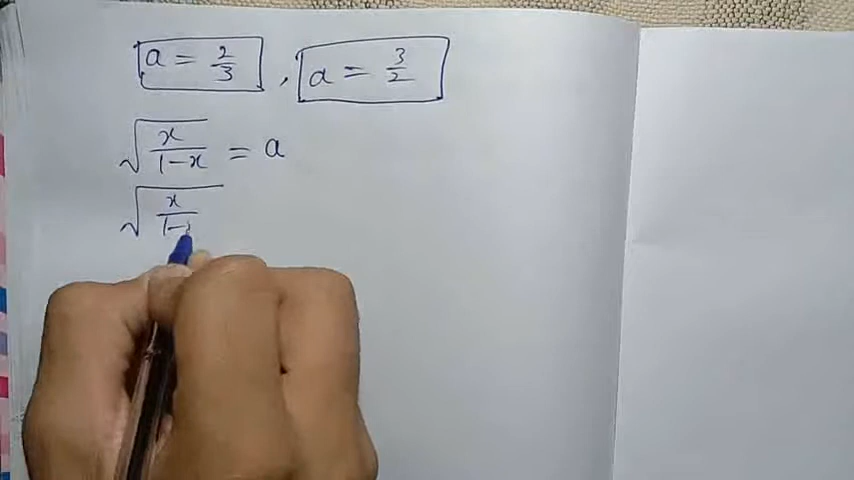 a = 2/3 , a = 3/2
√(x/(1-x)) = a
√(x/(1-